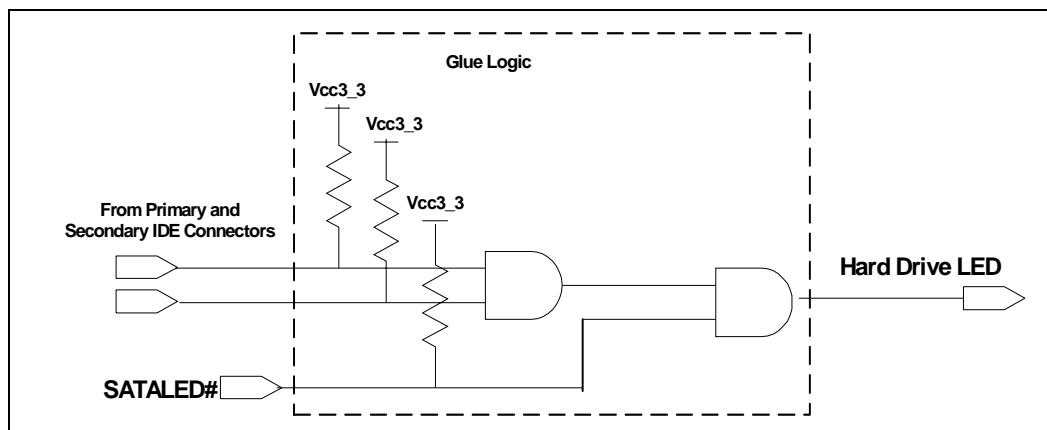 Glue Logic
Vcc3_3
Vcc3_3
Vcc3_3
From Primary and
Secondary IDE Connectors
Hard Drive LED
SATALED#